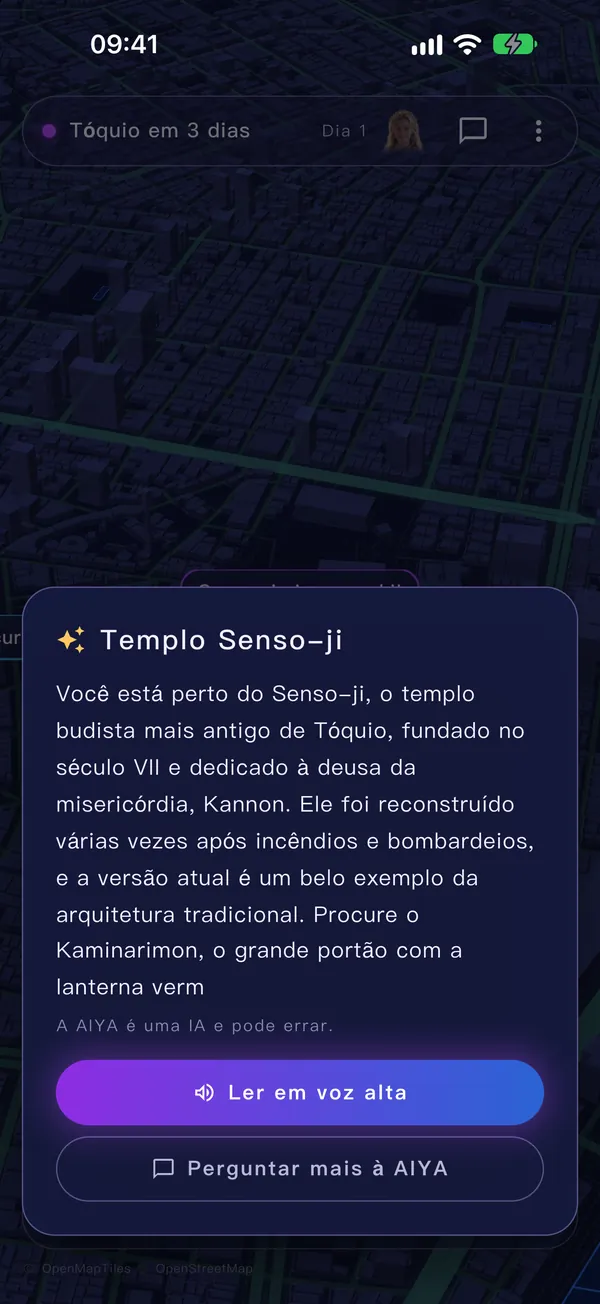 09:41
Tóquio em 3 dias
Dia 1
Templo Senso-ji
Você está perto do Senso-ji, o templo
budista mais antigo de Tóquio, fundado no
século VII e dedicado à deusa da
misericórdia, Kannon. Ele foi reconstruído
várias vezes após incêndios e bombardeios,
e a versão atual é um belo exemplo da
arquitetura tradicional. Procure o
Kaminarimon, o grande portão com a
lanterna verm
A AIYA é uma IA e pode errar.
Ler em voz alta
Perguntar mais à AIYA
OpenMapTiles OpenStreetMap